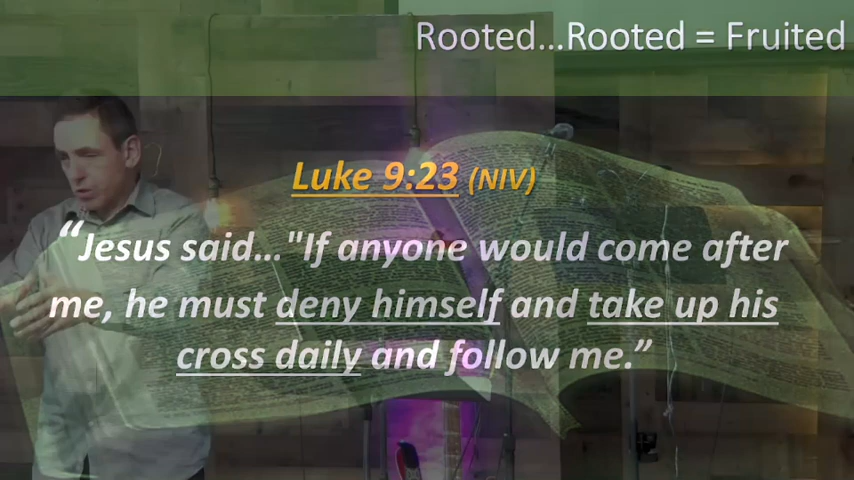 Rooted...Rooted = Fruited
Luke 9:23 (NIV)
“Jesus said..."If anyone would come after
me, he must deny himself and take up his
cross daily and follow me.”